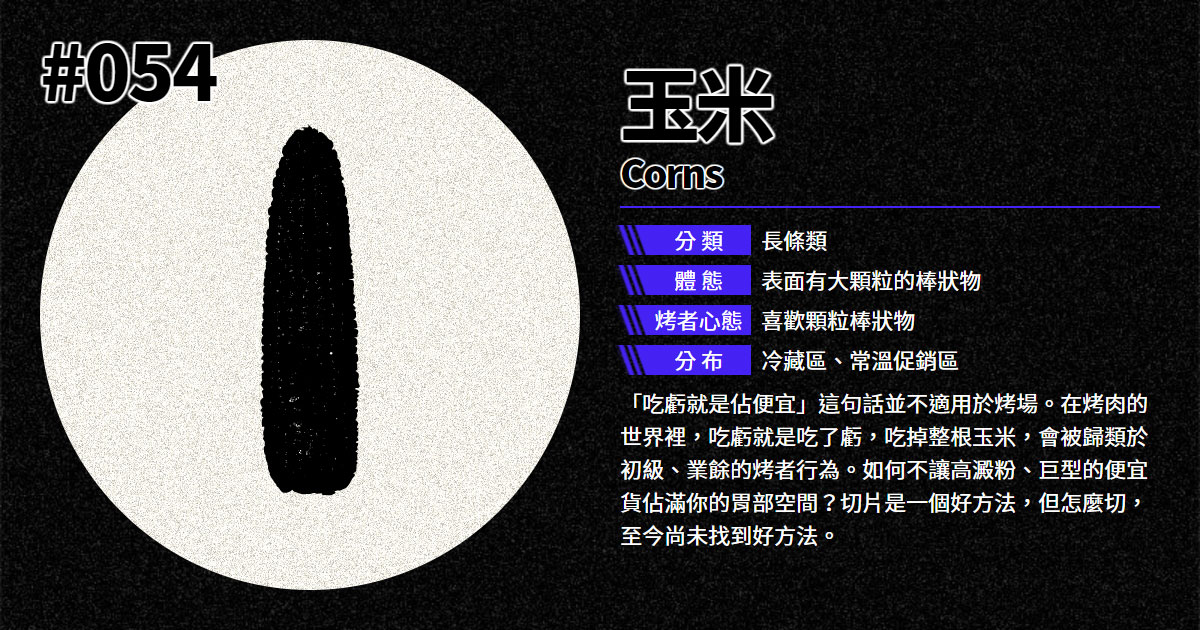 #054
玉米
Corns
分類 長條類
體態 表面有大顆粒的棒狀物
烤者心態 喜歡顆粒棒狀物
分布 冷藏區、常溫促銷區
「吃虧就是佔便宜」這句話並不適用於烤場。在烤肉的
世界裡，吃虧就是吃了虧，吃掉整根玉米，會被歸類於
初級、業餘的烤者行為。如何不讓高澱粉、巨型的便宜
貨佔滿你的胃部空間？切片是一個好方法，但怎麼切，
至今尚未找到好方法。